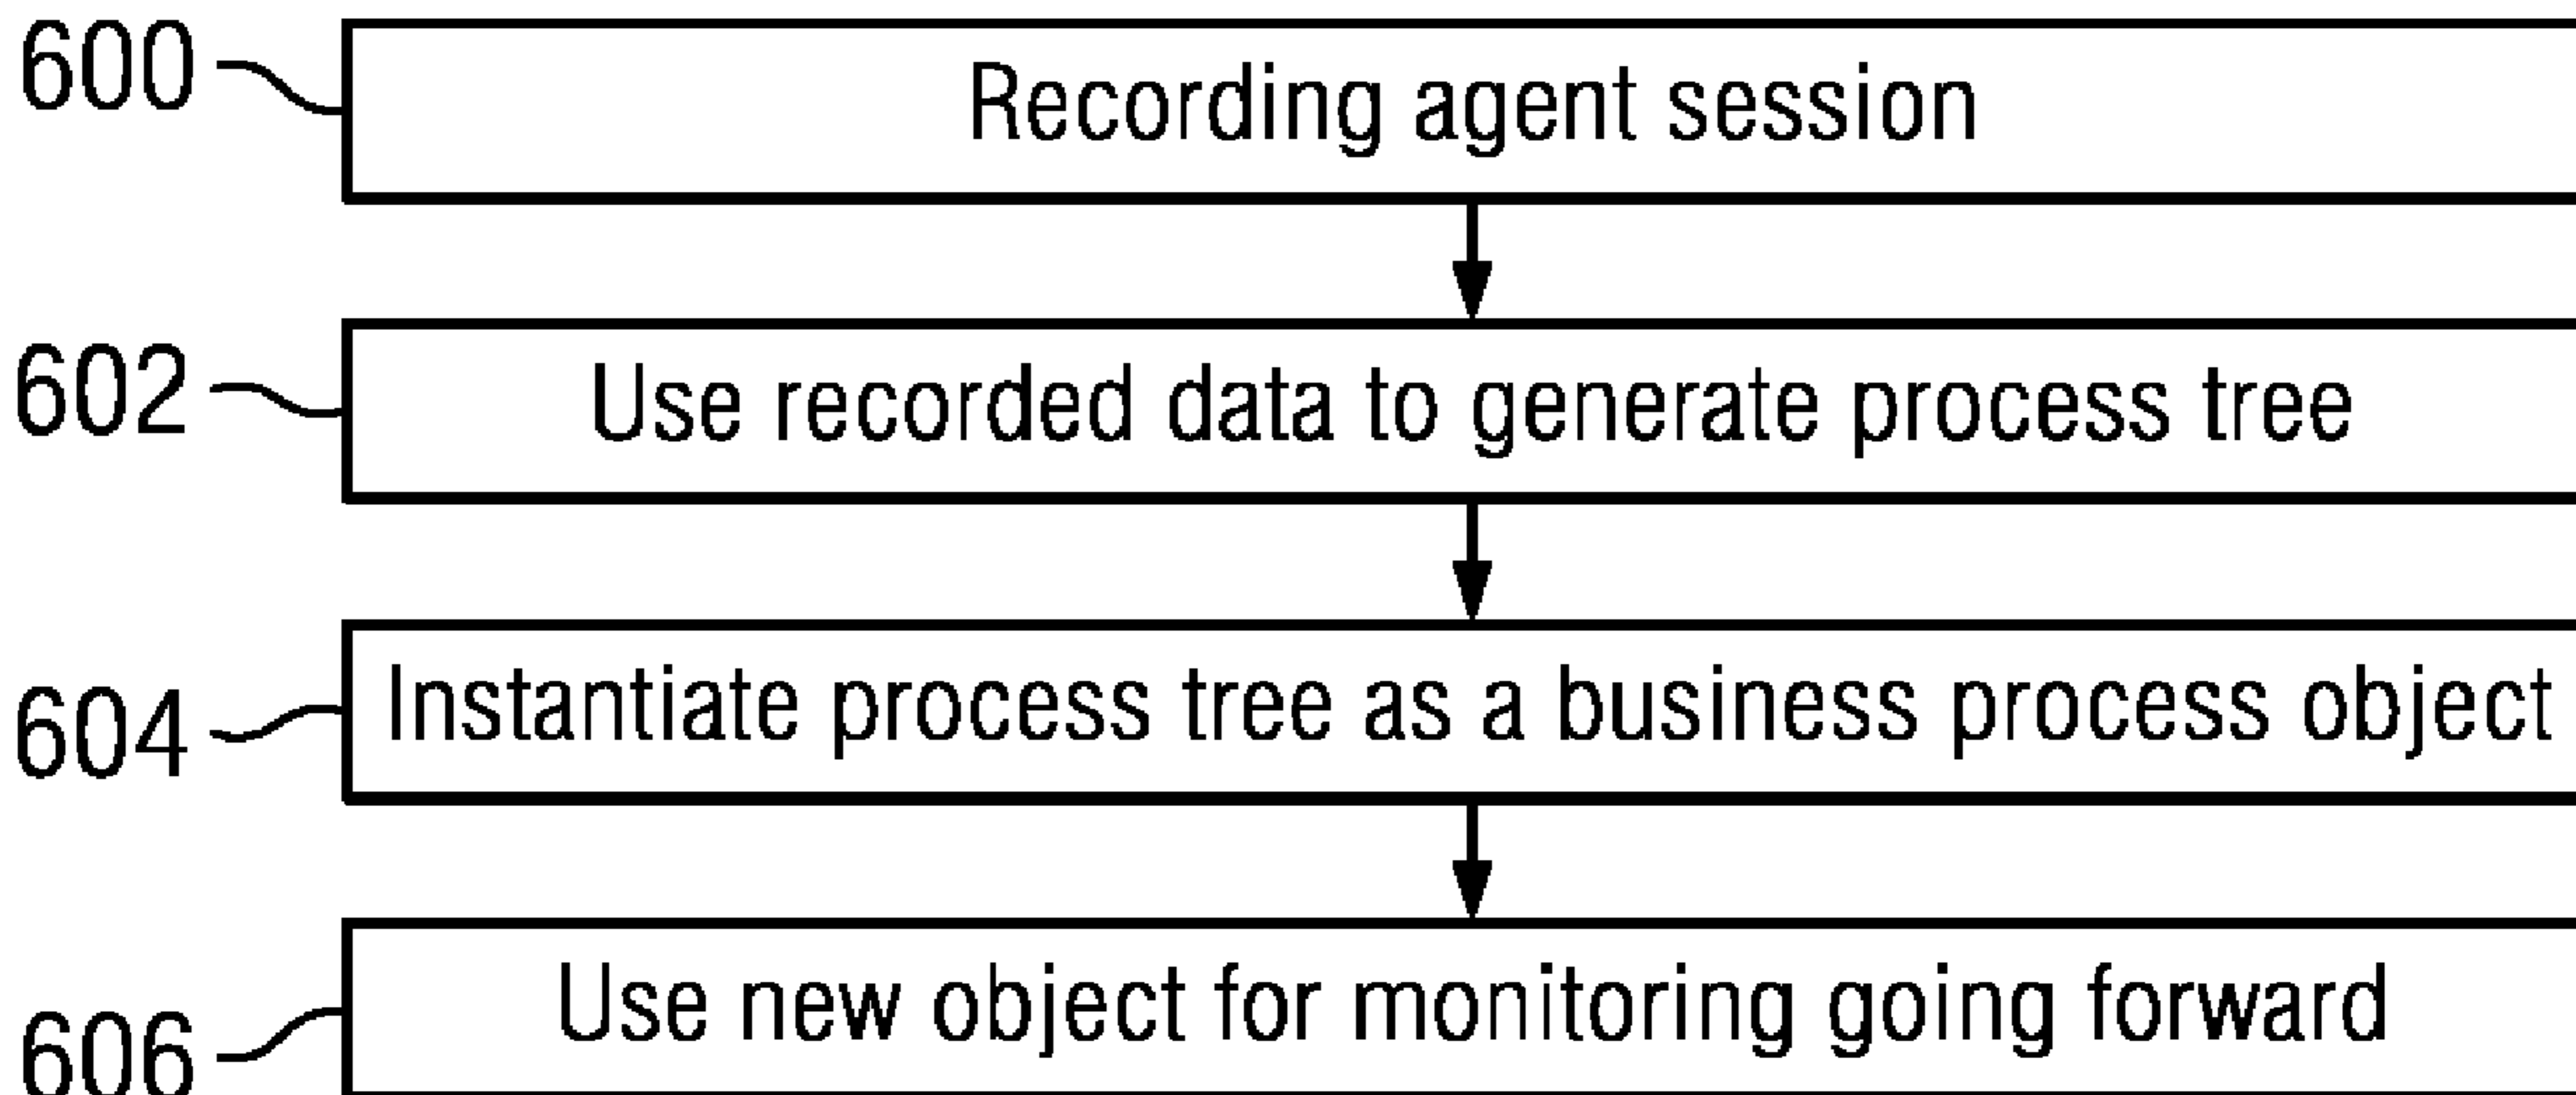 600
Recording agent session
602
Use recorded data to generate process tree
604
Instantiate process tree as a business process object
606
Use new object for monitoring going forward